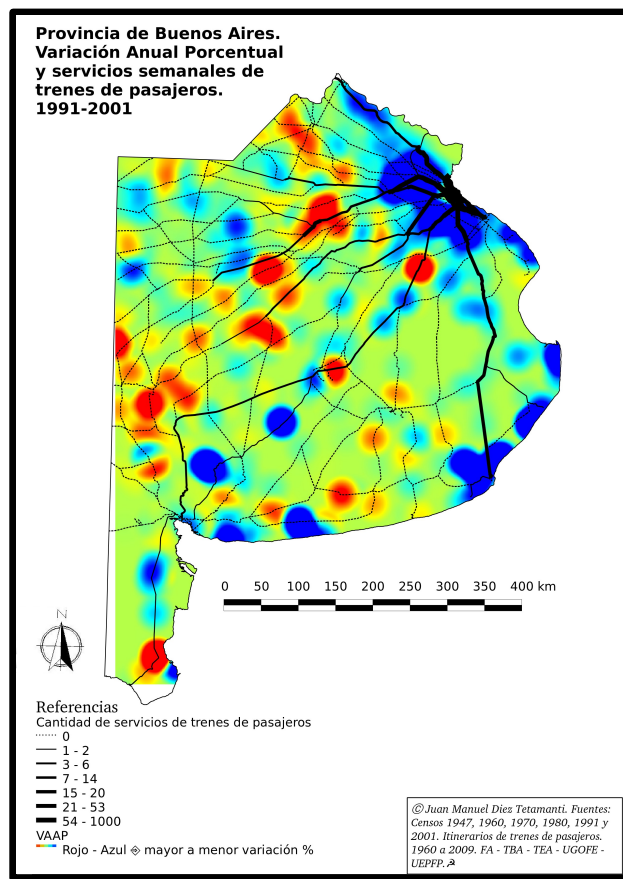 Provincia de Buenos Aires.
Variación Anual Porcentual
y servicios semanales de
trenes de pasajeros.
1991-2001
0 50 100 150 200 250 300 350 400 km
N
Referencias
Cantidad de servicios de trenes de pasajeros
0
1 - 2
3 - 6
7 - 14
15 - 20
21 - 53
54 - 1000
VAAP
Rojo - Azul mayor a menor variación %
© Juan Manuel Diez Tetamanti. Fuentes:
Censos 1947, 1960, 1970, 1980, 1991 y
2001. Itinerarios de trenes de pasajeros.
1960 a 2009. FA - TBA - TEA - UGOFE -
UEPFP.